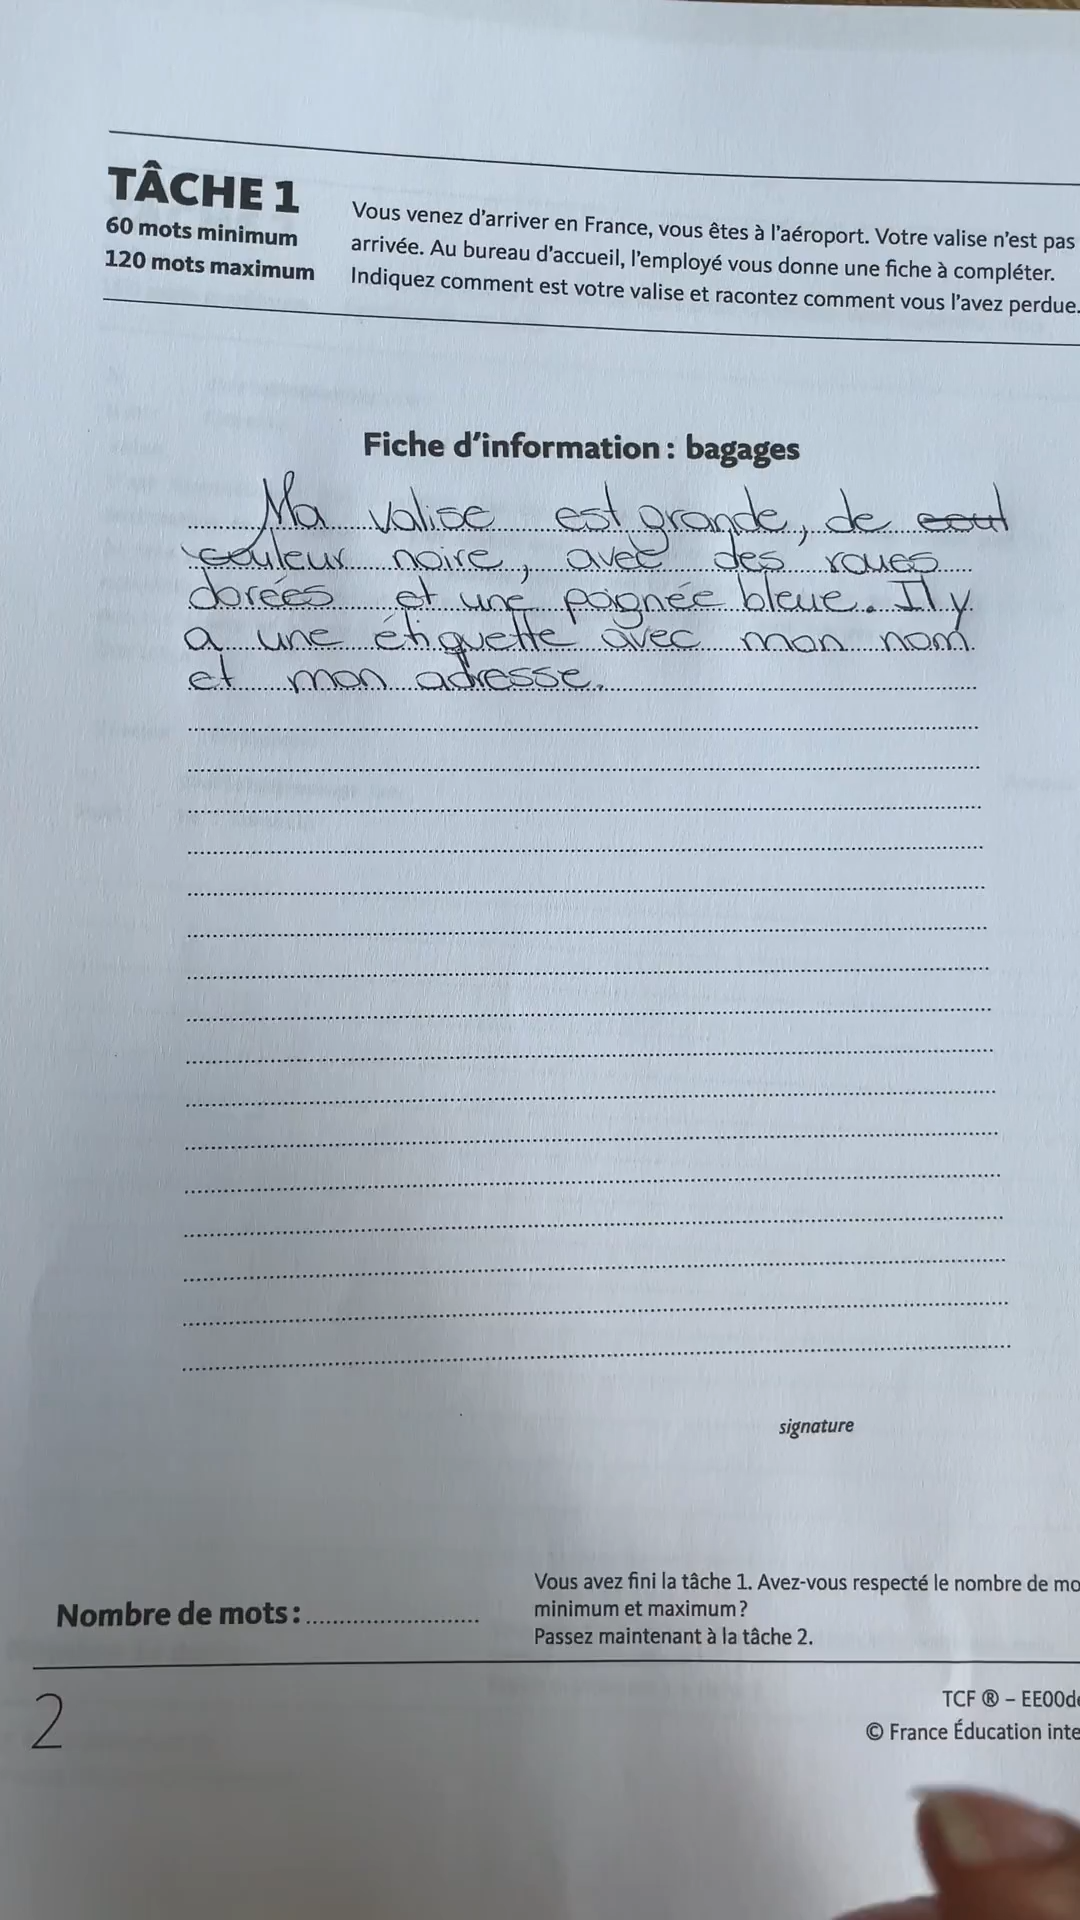 TÂCHE 1
60 mots minimum
120 mots maximum
Vous venez d'arriver en France, vous êtes à l'aéroport. Votre valise n'est pas
arrivée. Au bureau d'accueil, l'employé vous donne une fiche à compléter.
Indiquez comment est votre valise et racontez comment vous l'avez perdue.
Fiche d'information : bagages
Ma valise est grande, de cout
couleur noire, avec des roues
dorées et une poignée bleue. Il y
a une étiquette avec mon nom
et mon adresse.
signature
Nombre de mots :
Vous avez fini la tâche 1. Avez-vous respecté le nombre de mo
minimum et maximum ?
Passez maintenant à la tâche 2.
2
TCF ® – EE00de
© France Éducation inte